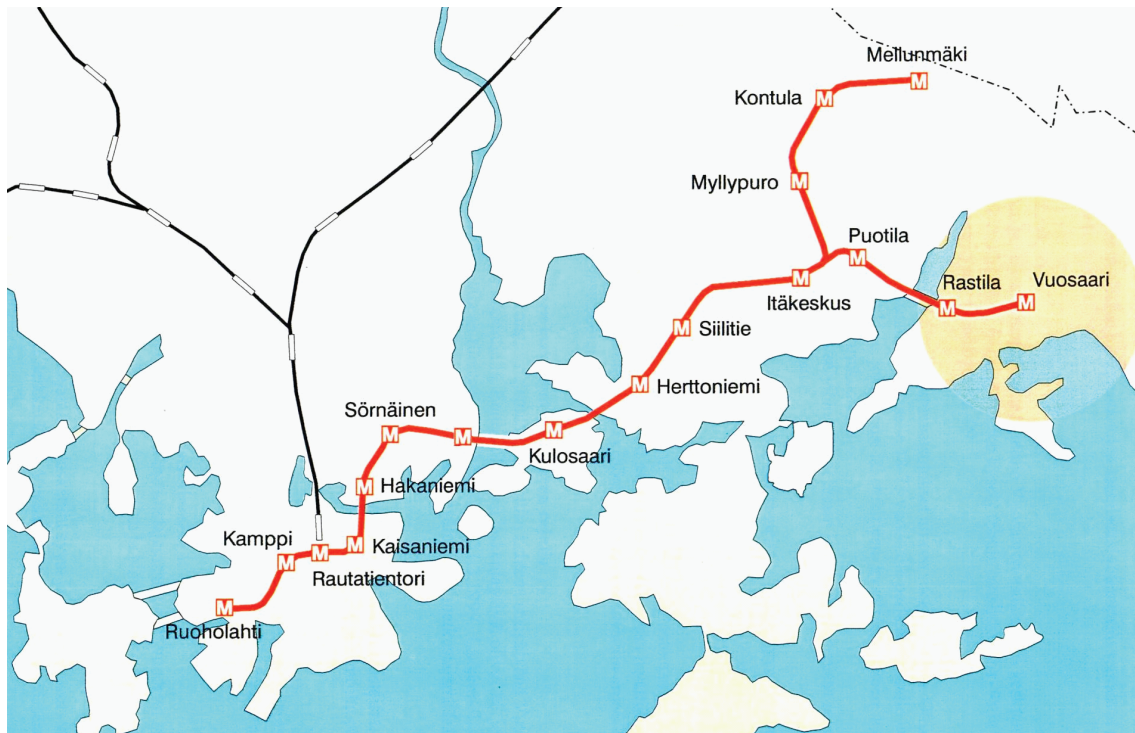 Mellunmäki
M
Kontula
M
Myllypuro
M
Puotila
M
Rastila
M
Vuosaari
M
Itäkeskus
M
Siilitie
M
Herttoniemi
M
Sörnäinen
M
M
Kulosaari
M
Hakaniemi
M
Kamppi
M
Kaisaniemi
M
Rautatientori
M
Ruoholahti
M